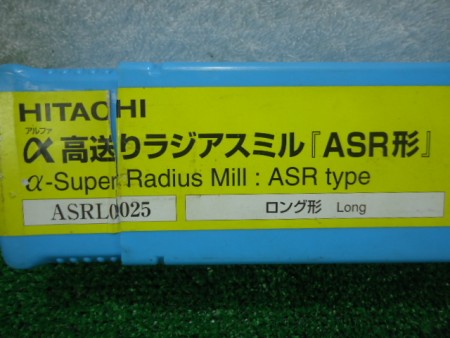 HITACHI
アルファ
α高送りラジアスミル『ASR形』
α-Super Radius Mill : ASR type
ASRL0025 ロング形 Long